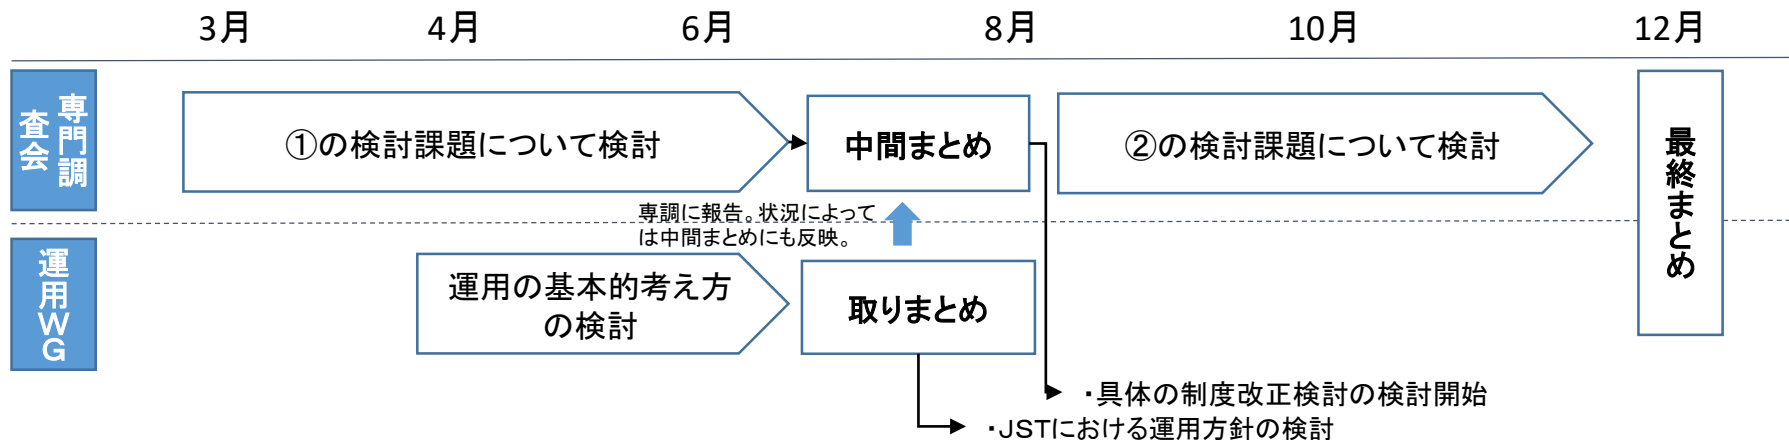 3月 4月 6月 8月 10月 12月
専門調
査会
①の検討課題について検討
中間まとめ
②の検討課題について検討
最終まとめ
専調に報告。状況によって
は中間まとめにも反映。
運用ＷＧ
運用の基本的考え方
の検討
取りまとめ
・具体の制度改正検討の検討開始
・JSTにおける運用方針の検討